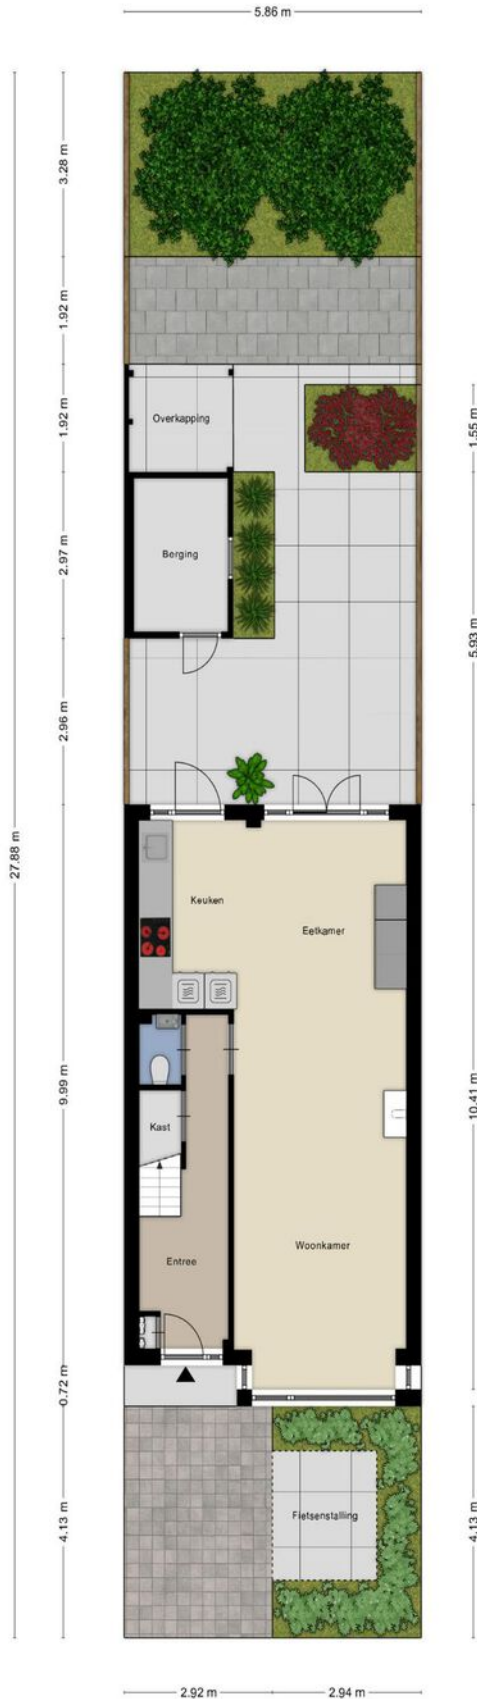 5.86 m
3.28 m
1.92 m
1.92 m
Overkapping
1.55 m
2.97 m
Berging
5.93 m
2.96 m
27.88 m
Keuken
Eetkamer
9.99 m
10.41 m
Kast
Woonkamer
Entree
0.72 m
4.13 m
Fietsenstalling
4.13 m
2.92 m
2.94 m